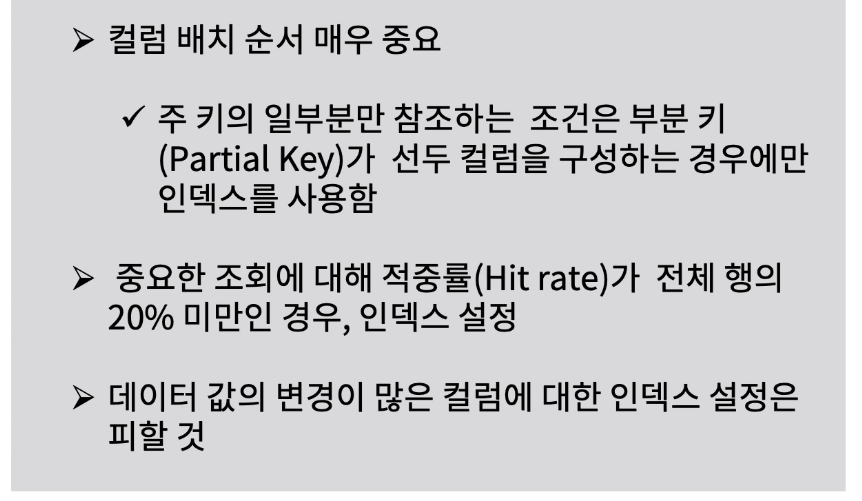 ➢ 컬럼 배치 순서 매우 중요
✓ 주 키의 일부분만 참조하는 조건은 부분 키
(Partial Key)가 선두 컬럼을 구성하는 경우에만
인덱스를 사용함
➢ 중요한 조회에 대해 적중률(Hit rate)가 전체 행의
20% 미만인 경우, 인덱스 설정
➢ 데이터 값의 변경이 많은 컬럼에 대한 인덱스 설정은
피할 것